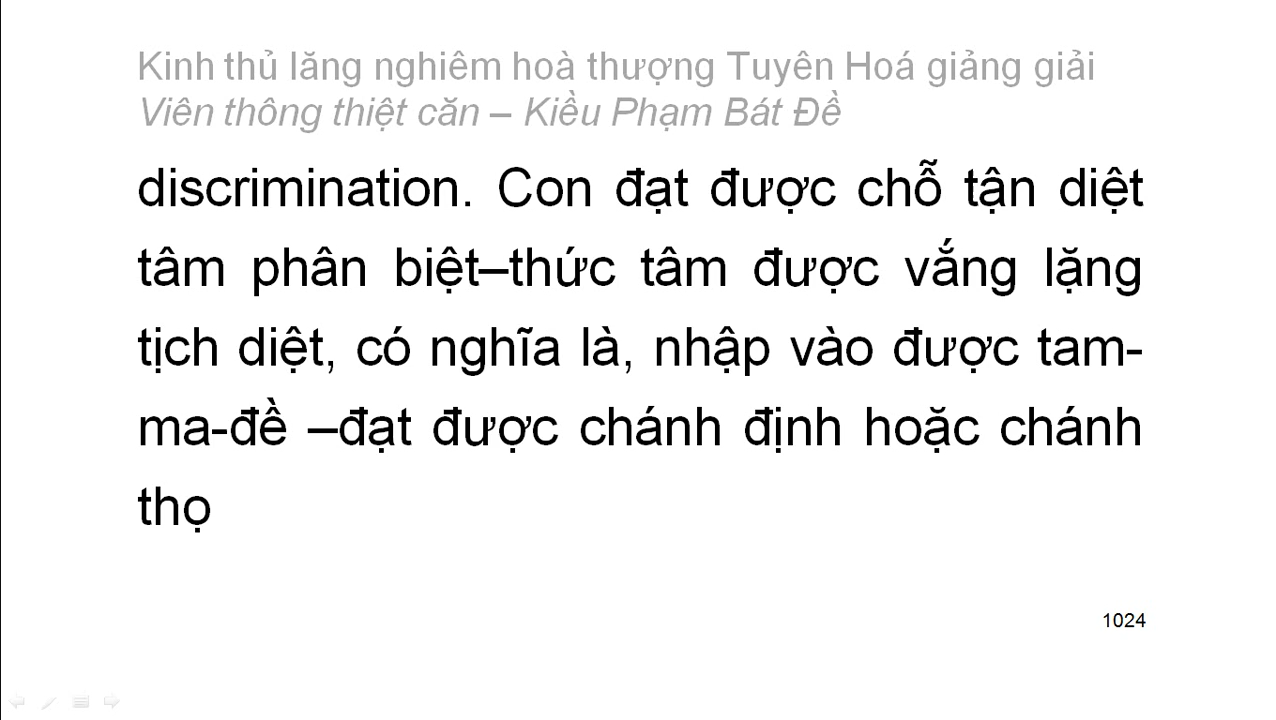 Kinh thủ lăng nghiêm hoà thượng Tuyên Hoá giảng giải
Viên thông thiệt căn – Kiều Phạm Bát Đề
discrimination. Con đạt được chỗ tận diệt
tâm phân biệt–thức tâm được vắng lặng
tịch diệt, có nghĩa là, nhập vào được tam-
ma-đề –đạt được chánh định hoặc chánh
thọ
1024